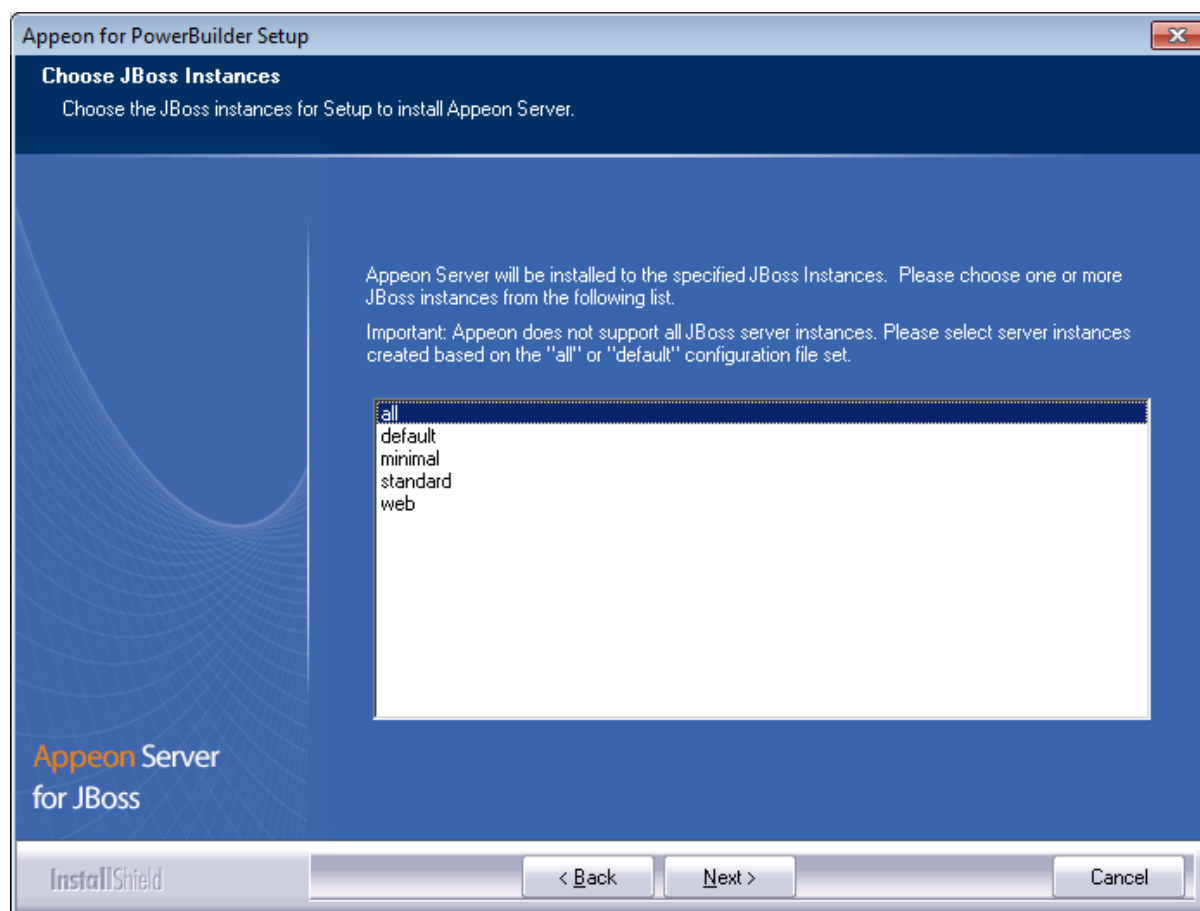 Appeon for PowerBuilder Setup
Choose JBoss Instances
Choose the JBoss instances for Setup to install Appeon Server.
Appeon Server will be installed to the specified JBoss Instances.  Please choose one or more
JBoss instances from the following list.
Important: Appeon does not support all JBoss server instances. Please select server instances
created based on the "all" or "default" configuration file set.
all
default
minimal
standard
web
Appeon Server
for JBoss
InstallShield
< Back
Next >
Cancel